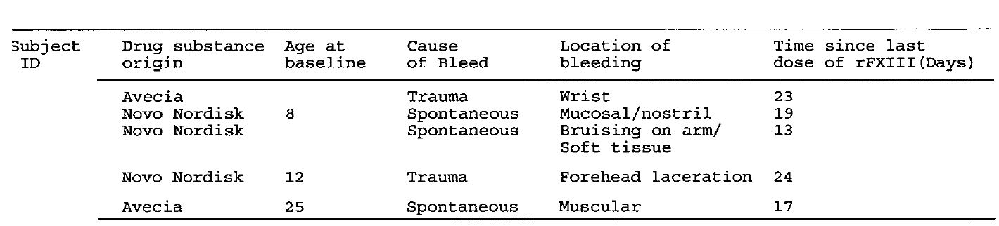 Subject Drug substance Age at Cause Location of Time since last
ID origin baseline of Bleed bleeding dose of rFXIII(Days)
Avecia Trauma Wrist 23
Novo Nordisk 8 Spontaneous Mucosal/nostril 19
Novo Nordisk Spontaneous Bruising on arm/ 13
Soft tissue
Novo Nordisk 12 Trauma Forehead laceration 24
Avecia 25 Spontaneous Muscular 17